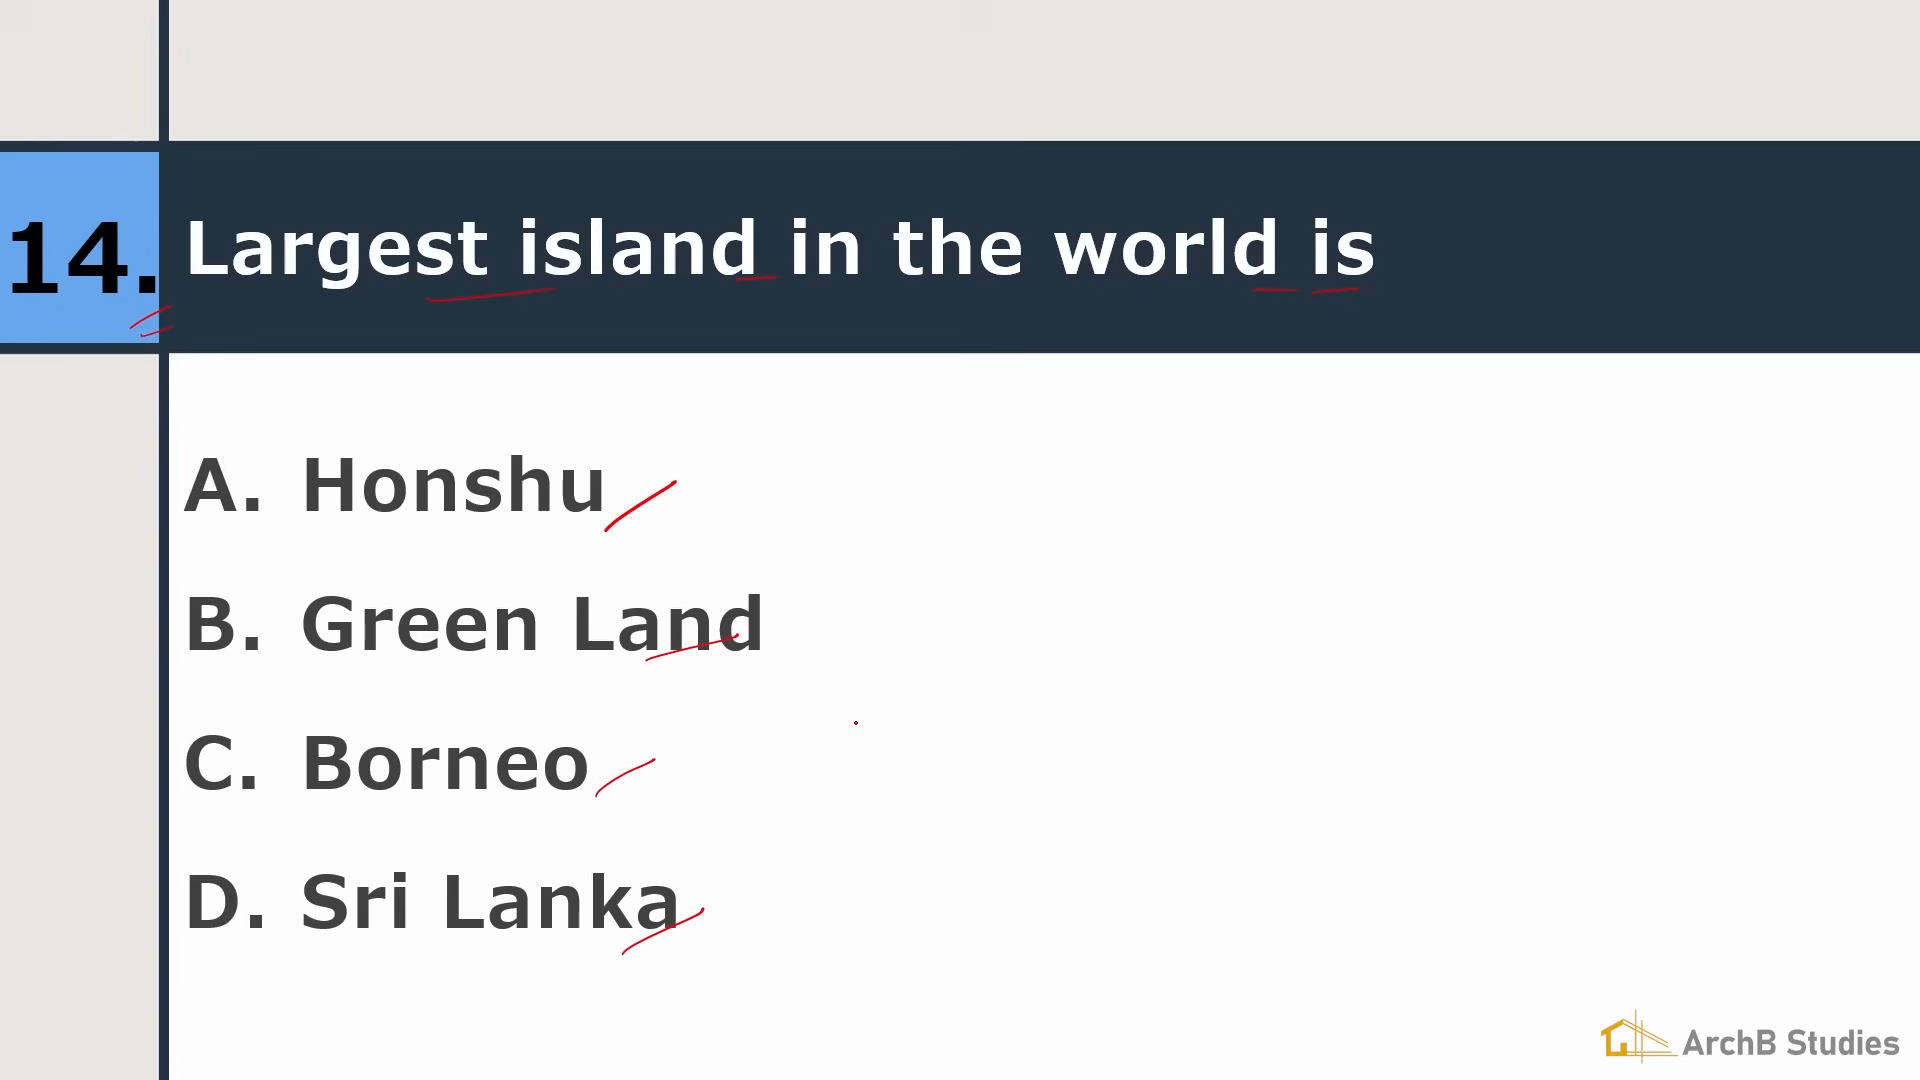 14. Largest island in the world is
A. Honshu
B. Green Land
C. Borneo
D. Sri Lanka
ArchB Studies